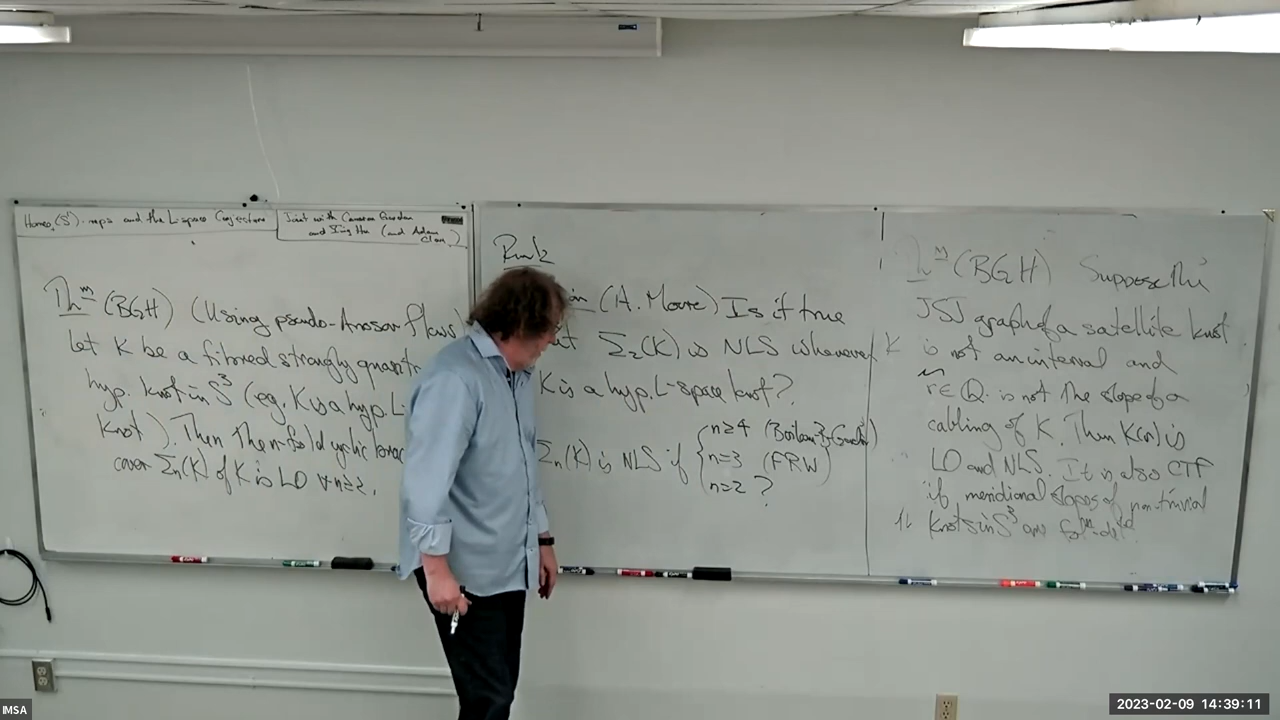 Homeo₊(S¹)-reps and the L-space Conjecture
Joint with Cameron Gordon
and Ying Hu (and Adam
Clay)
Thᵐ (BGH) (Using pseudo-Anosov flows)
Let K be a fibred strongly quasi
hyp. knot in S³ (eg. K is a hyp. L-
knot). Then the n-fold cyclic
cover Σₙ(K) of K is LO ∀ n≥2.
Rmk
(A. Moore) Is it true
Σ₂(K) is NLS whenever
K is a hyp. L-space knot?
Σₙ(K) is NLS if { n≥4 (Boileau-B-Gordon)
n=3 (FRW)
n=2 ?
Thᵐ (BGH) Suppose the
JSJ graph of a satellite knot
K is not an interval and
r∈Q is not the slope of a
cabling of K. Then K(r) is
LO and NLS. It is also CTF
if meridional slopes of non-trivial
knots in S³ are
IMSA
2023-02-09 14:39:11